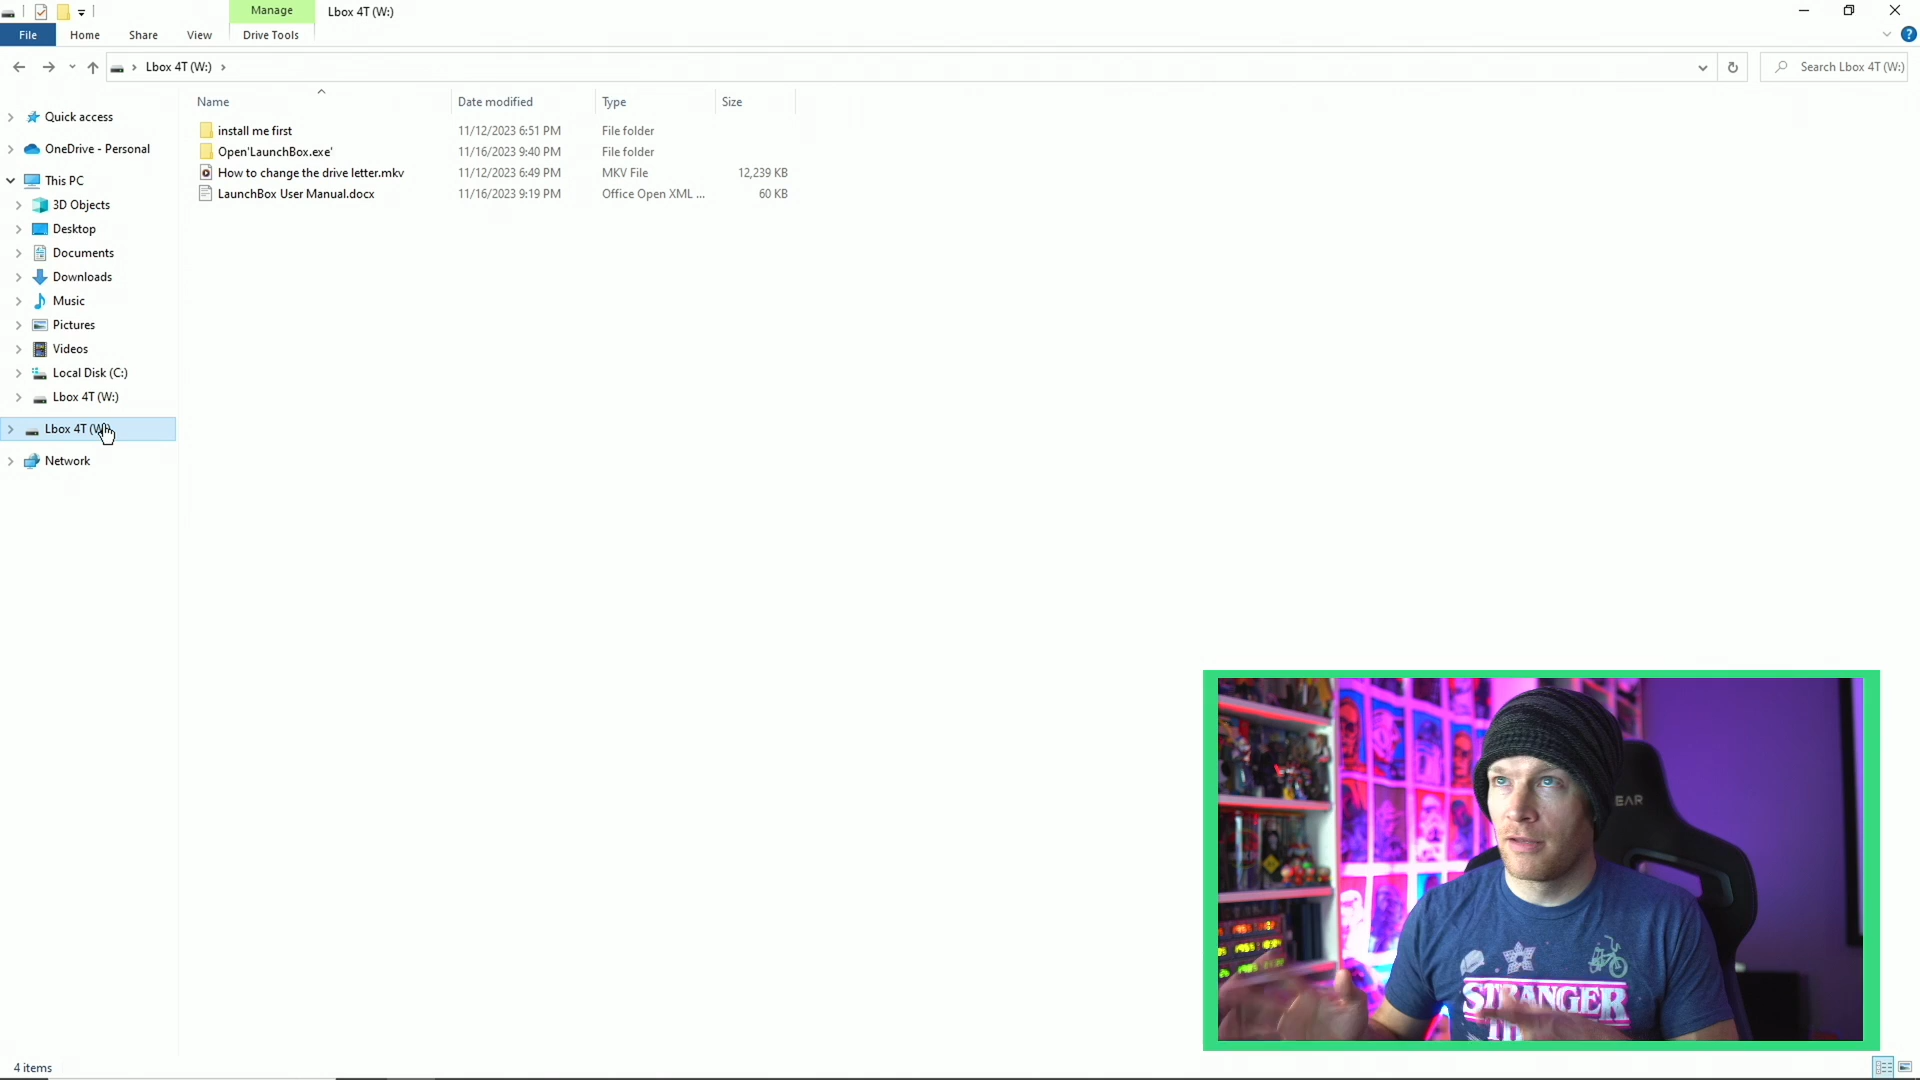 Manage
Lbox 4T (W:)
File
Home
Share
View
Drive Tools
Lbox 4T (W:)
Search Lbox 4T (W:)
Name
Date modified
Type
Size
Quick access
OneDrive - Personal
This PC
3D Objects
Desktop
Documents
Downloads
Music
Pictures
Videos
Local Disk (C:)
Lbox 4T (W:)
Lbox 4T
Network
install me first 11/12/2023 6:51 PM File folder
Open'LaunchBox.exe' 11/16/2023 9:40 PM File folder
How to change the drive letter.mkv 11/12/2023 6:49 PM MKV File 12,239 KB
LaunchBox User Manual.docx 11/16/2023 9:19 PM Office Open XML ... 60 KB
EAR
STRANGER
4 items